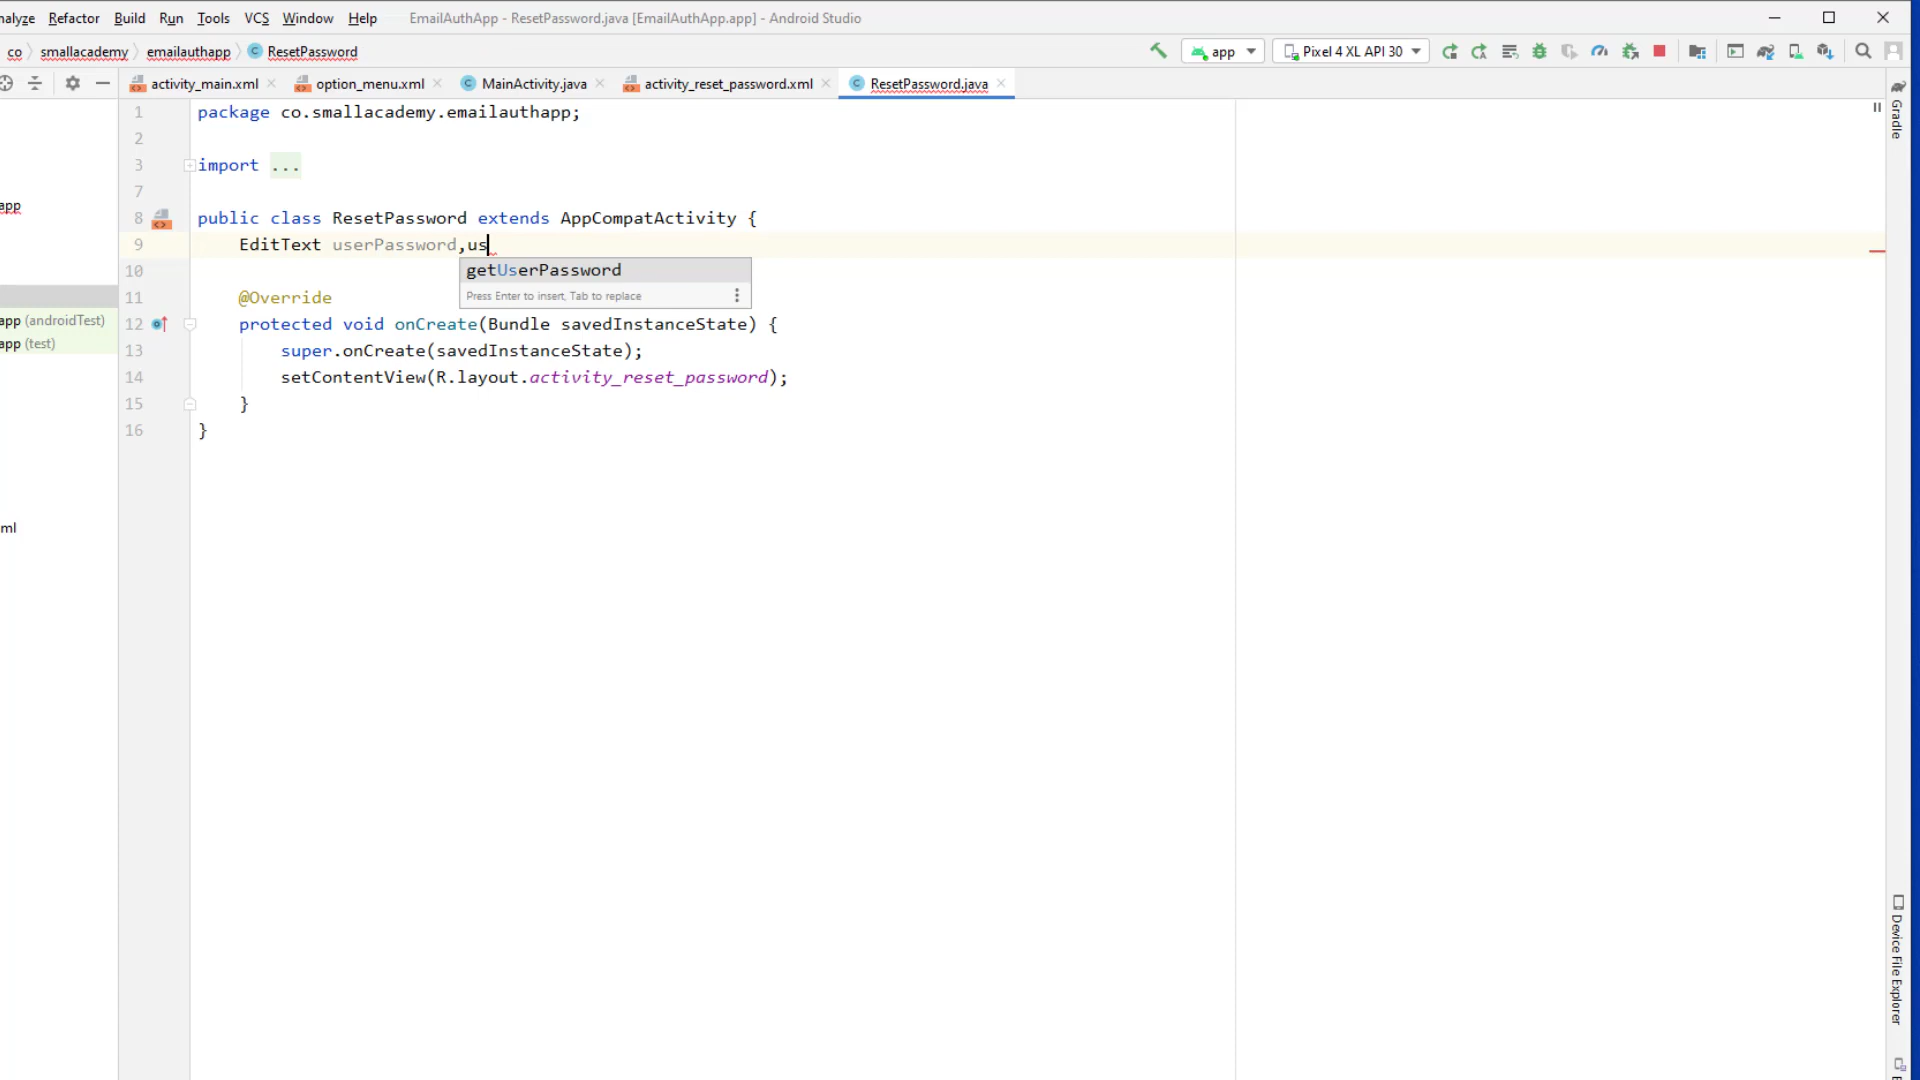 nalyze Refactor Build Run Tools VCS Window Help EmailAuthApp - ResetPassword.java [EmailAuthApp.app] - Android Studio
co smallacademy emailauthapp ResetPassword app Pixel 4 XL API 30
activity_main.xml option_menu.xml MainActivity.java activity_reset_password.xml ResetPassword.java
1 package co.smallacademy.emailauthapp;
2
3 import ...
7
8 public class ResetPassword extends AppCompatActivity {
9 EditText userPassword,us
getUserPassword
Press Enter to insert, Tab to replace
10
11 @Override
12 protected void onCreate(Bundle savedInstanceState) {
13 super.onCreate(savedInstanceState);
14 setContentView(R.layout.activity_reset_password);
15 }
16 }
app
app (androidTest)
app (test)
ml
Gradle
Device File Explorer